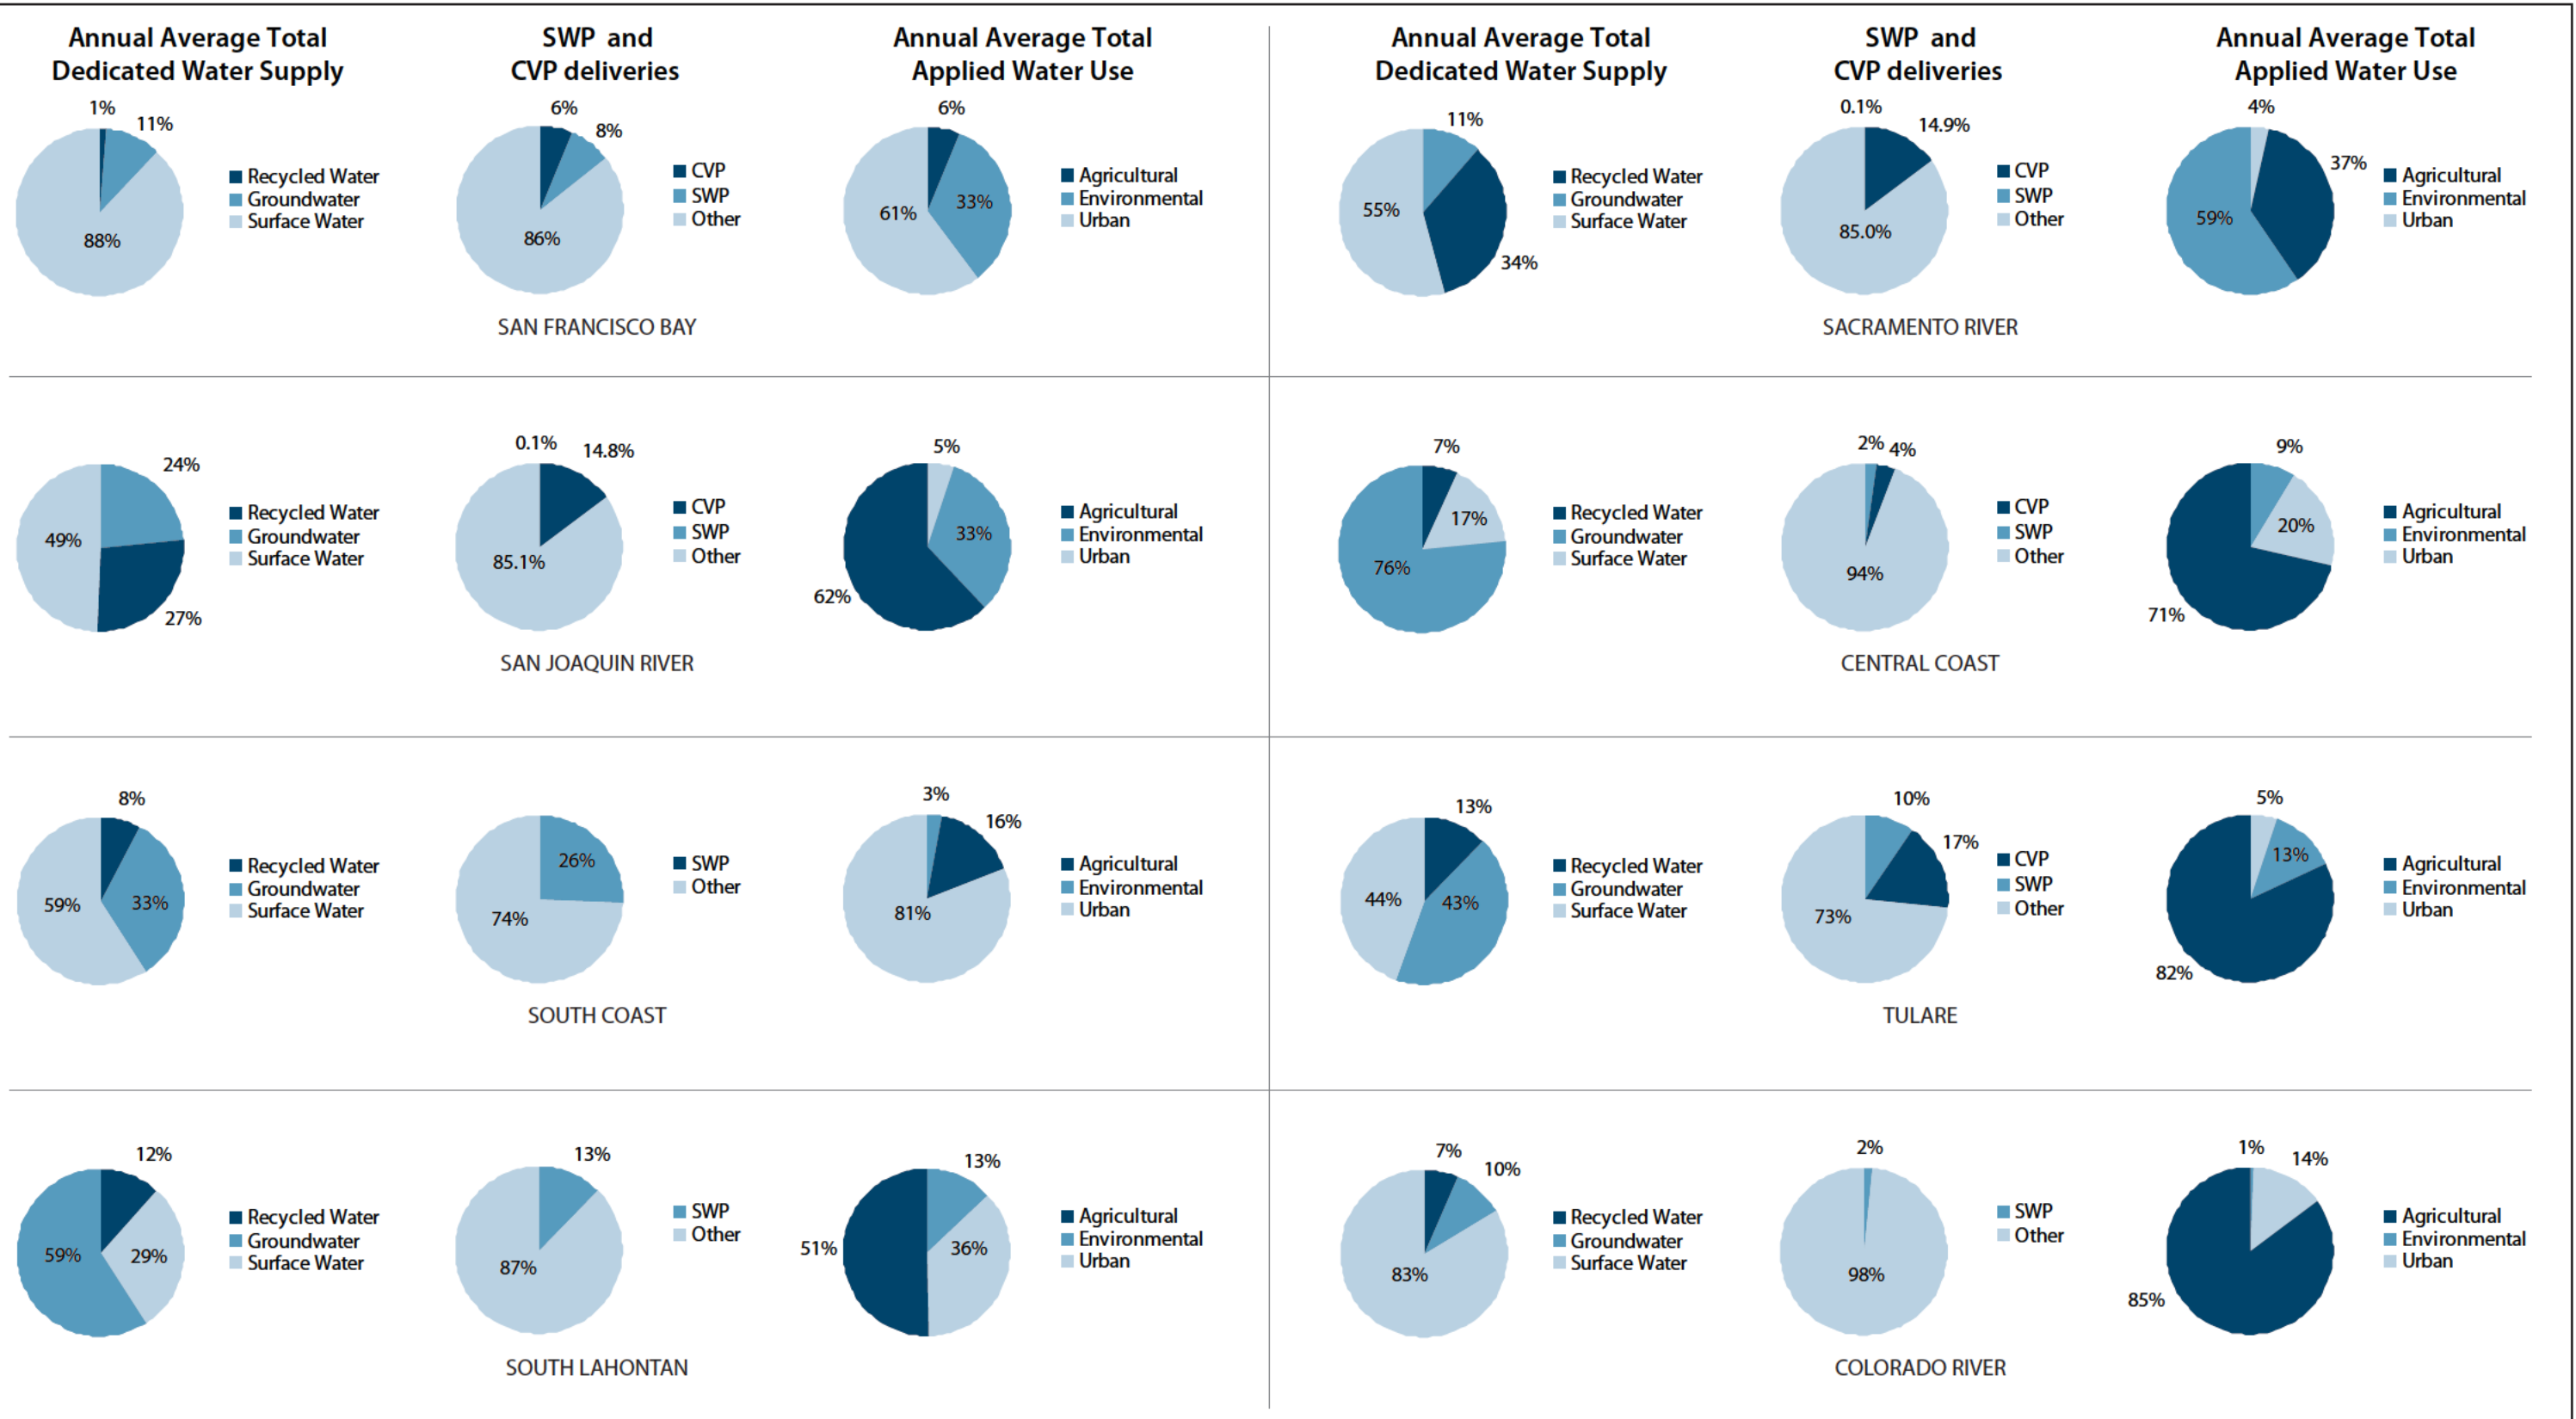 Annual Average Total
Dedicated Water Supply
SWP and
CVP deliveries
Annual Average Total
Applied Water Use
Annual Average Total
Dedicated Water Supply
SWP and
CVP deliveries
Annual Average Total
Applied Water Use
1%
11%
88%
Recycled Water
Groundwater
Surface Water
6%
8%
86%
CVP
SWP
Other
6%
33%
61%
Agricultural
Environmental
Urban
SAN FRANCISCO BAY
11%
55%
34%
Recycled Water
Groundwater
Surface Water
0.1%
14.9%
85.0%
CVP
SWP
Other
4%
37%
59%
Agricultural
Environmental
Urban
SACRAMENTO RIVER
24%
49%
27%
Recycled Water
Groundwater
Surface Water
0.1%
14.8%
85.1%
CVP
SWP
Other
5%
33%
62%
Agricultural
Environmental
Urban
SAN JOAQUIN RIVER
7%
17%
76%
Recycled Water
Groundwater
Surface Water
2%
4%
94%
CVP
SWP
Other
9%
20%
71%
Agricultural
Environmental
Urban
CENTRAL COAST
8%
33%
59%
Recycled Water
Groundwater
Surface Water
26%
74%
SWP
Other
3%
16%
81%
Agricultural
Environmental
Urban
SOUTH COAST
13%
44%
43%
Recycled Water
Groundwater
Surface Water
10%
17%
73%
CVP
SWP
Other
5%
13%
82%
Agricultural
Environmental
Urban
TULARE
12%
59%
29%
Recycled Water
Groundwater
Surface Water
13%
87%
SWP
Other
13%
51%
36%
Agricultural
Environmental
Urban
SOUTH LAHONTAN
7%
10%
83%
Recycled Water
Groundwater
Surface Water
2%
98%
SWP
Other
1%
14%
85%
Agricultural
Environmental
Urban
COLORADO RIVER